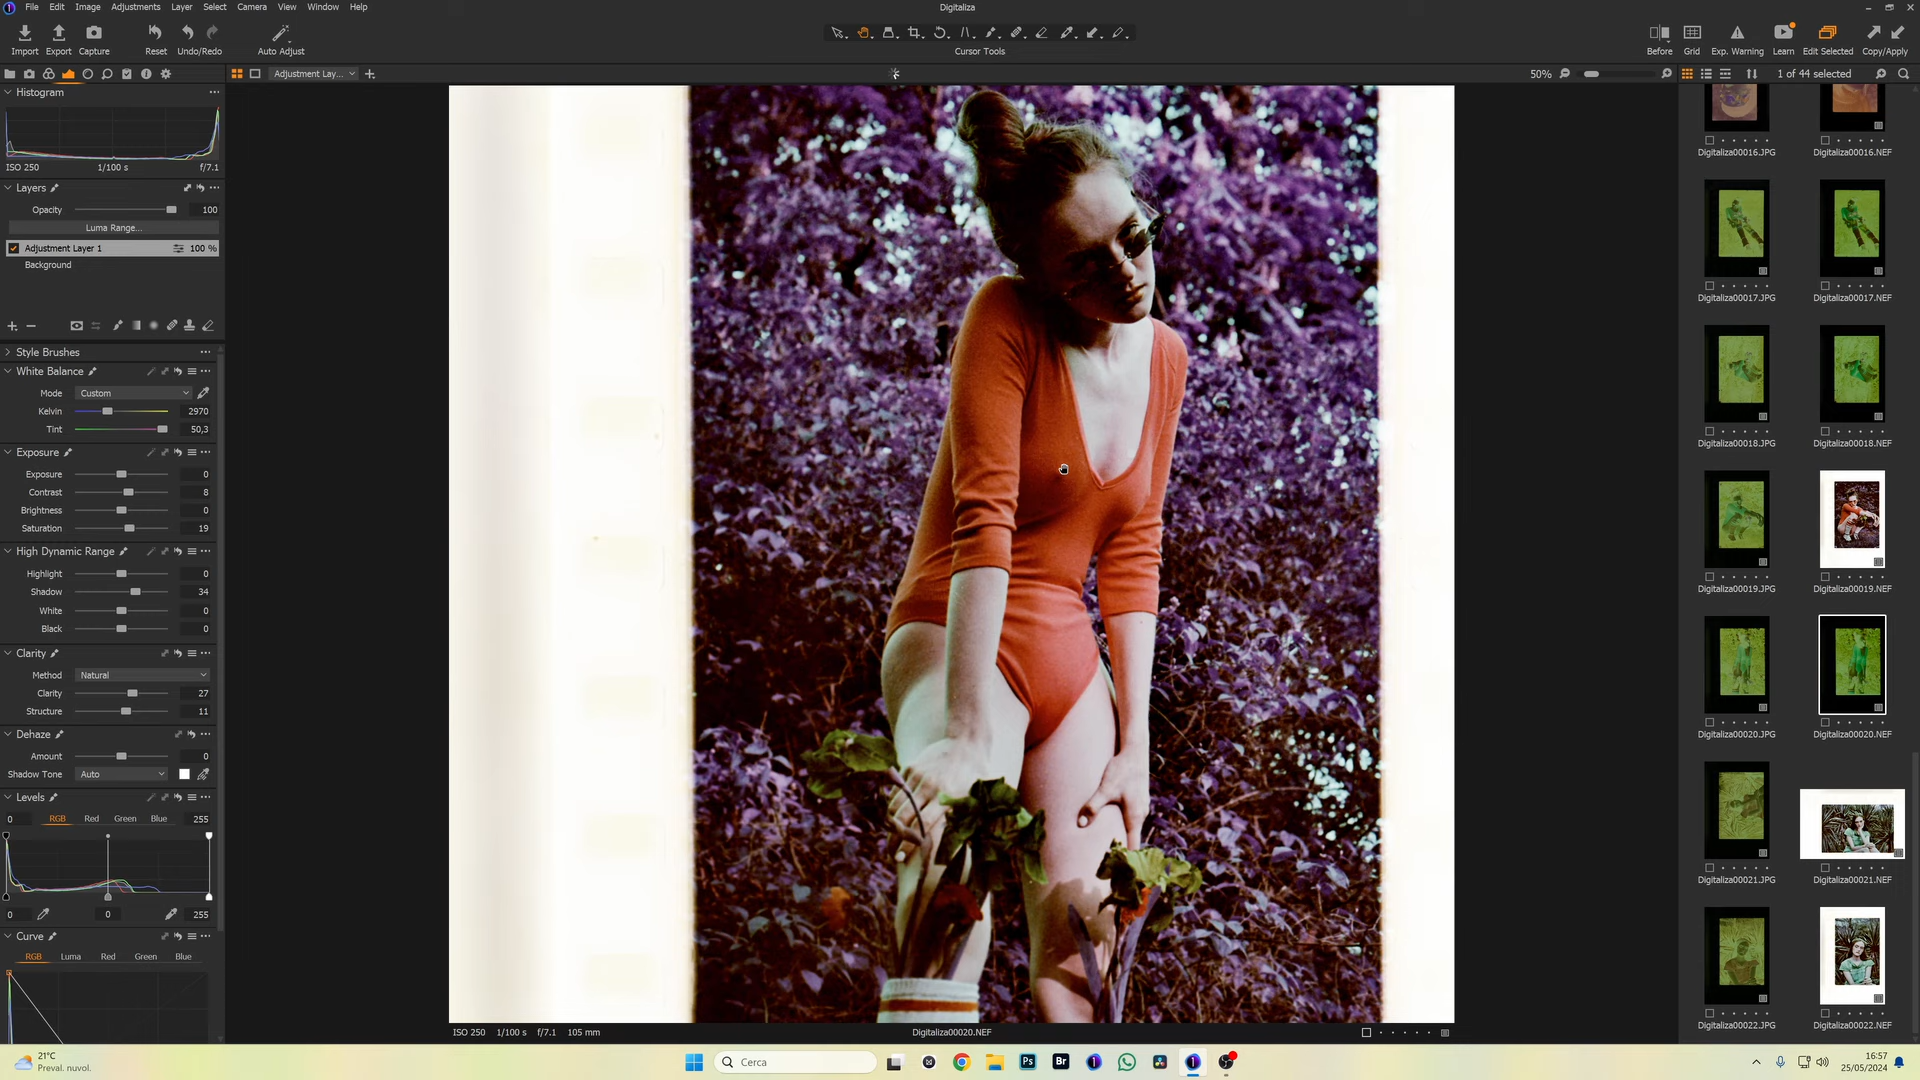 File Edit Image Adjustments Layer Select Camera View Window Help
Digitaliza
Import Export Capture Reset Undo/Redo Auto Adjust
Cursor Tools
Before Grid Exp. Warning Learn Edit Selected Copy/Apply
Adjustment Lay...
50%
1 of 44 selected
Histogram
ISO 250 1/100 s f/7.1
Layers
Opacity 100
Luma Range...
Adjustment Layer 1 100 %
Background
Style Brushes
White Balance
Mode Custom
Kelvin 2970
Tint 50,3
Exposure
Exposure 0
Contrast 8
Brightness 0
Saturation 19
High Dynamic Range
Highlight 0
Shadow 34
White 0
Black 0
Clarity
Method Natural
Clarity 27
Structure 11
Dehaze
Amount 0
Shadow Tone Auto
Levels
0 RGB Red Green Blue 255
0 0 255
Curve
RGB Luma Red Green Blue
ISO 250 1/100 s f/7.1 105 mm
Digitaliza00020.NEF
Digitaliza00016.JPG Digitaliza00016.NEF
Digitaliza00017.JPG Digitaliza00017.NEF
Digitaliza00018.JPG Digitaliza00018.NEF
Digitaliza00019.JPG Digitaliza00019.NEF
Digitaliza00020.JPG Digitaliza00020.NEF
Digitaliza00021.JPG Digitaliza00021.NEF
Digitaliza00022.JPG Digitaliza00022.NEF
21°C
Preval. nuvol.
Cerca
Ps Br
16:57
25/05/2024